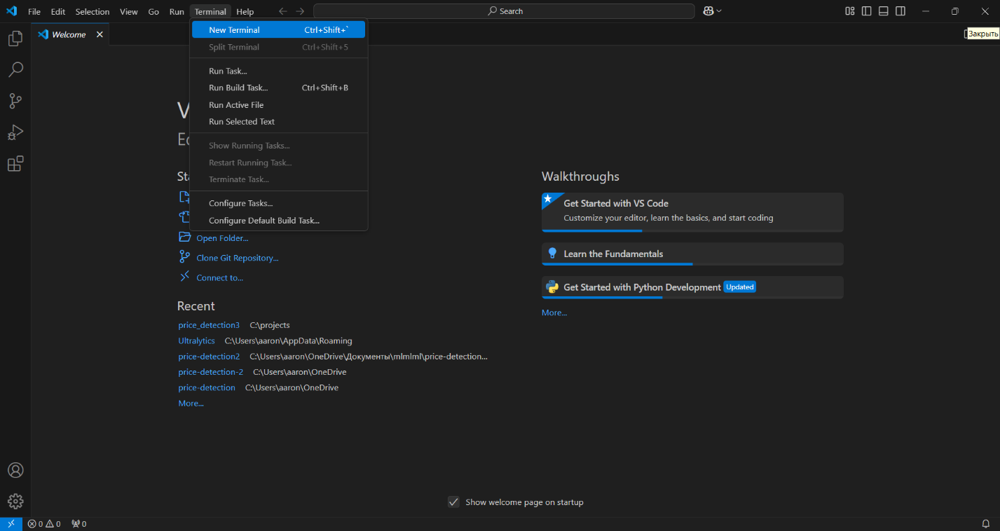 File Edit Selection View Go Run Terminal Help Search
Welcome
Закрыть
New Terminal Ctrl+Shift+`
Split Terminal Ctrl+Shift+5
Run Task...
Run Build Task... Ctrl+Shift+B
Run Active File
Run Selected Text
Show Running Tasks...
Restart Running Task...
Terminate Task...
Configure Tasks...
Configure Default Build Task...
V
Ed
Sta
Open Folder...
Clone Git Repository...
Connect to...
Recent
price_detection3 C:\projects
Ultralytics C:\Users\aaron\AppData\Roaming
price-detection2 C:\Users\aaron\OneDrive\Документы\mlmlml\price-detection...
price-detection-2 C:\Users\aaron\OneDrive
price-detection C:\Users\aaron\OneDrive
More...
Walkthroughs
Get Started with VS Code
Customize your editor, learn the basics, and start coding
Learn the Fundamentals
Get Started with Python Development Updated
More...
Show welcome page on startup
0 0 0